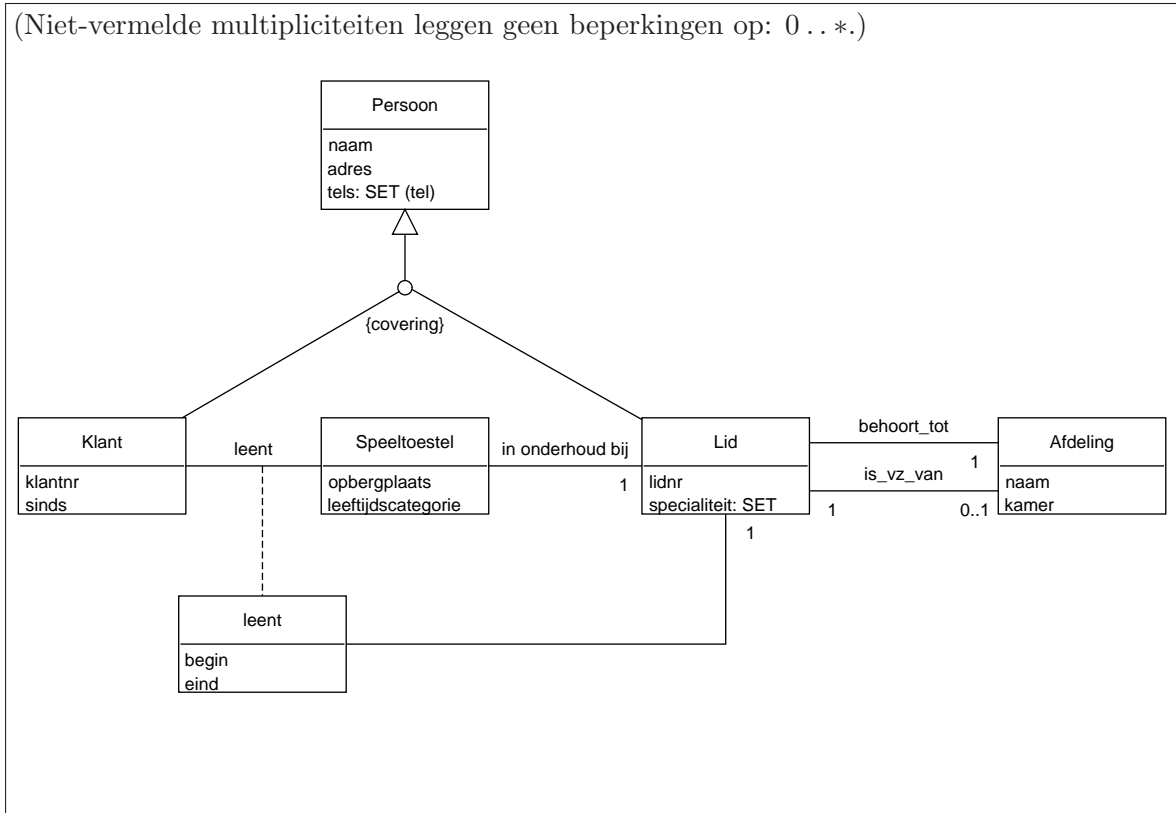 (Niet-vermelde multipliciteiten leggen geen beperkingen op: 0 . . ∗.)
Persoon
naam
adres
tels: SET (tel)
{covering}
Klant
klantnr
sinds
leent
Speeltoestel
opbergplaats
leeftijdscategorie
in onderhoud bij
1
Lid
lidnr
specialiteit: SET
behoort_tot
1
is_vz_van
1
0..1
Afdeling
naam
kamer
1
leent
begin
eind